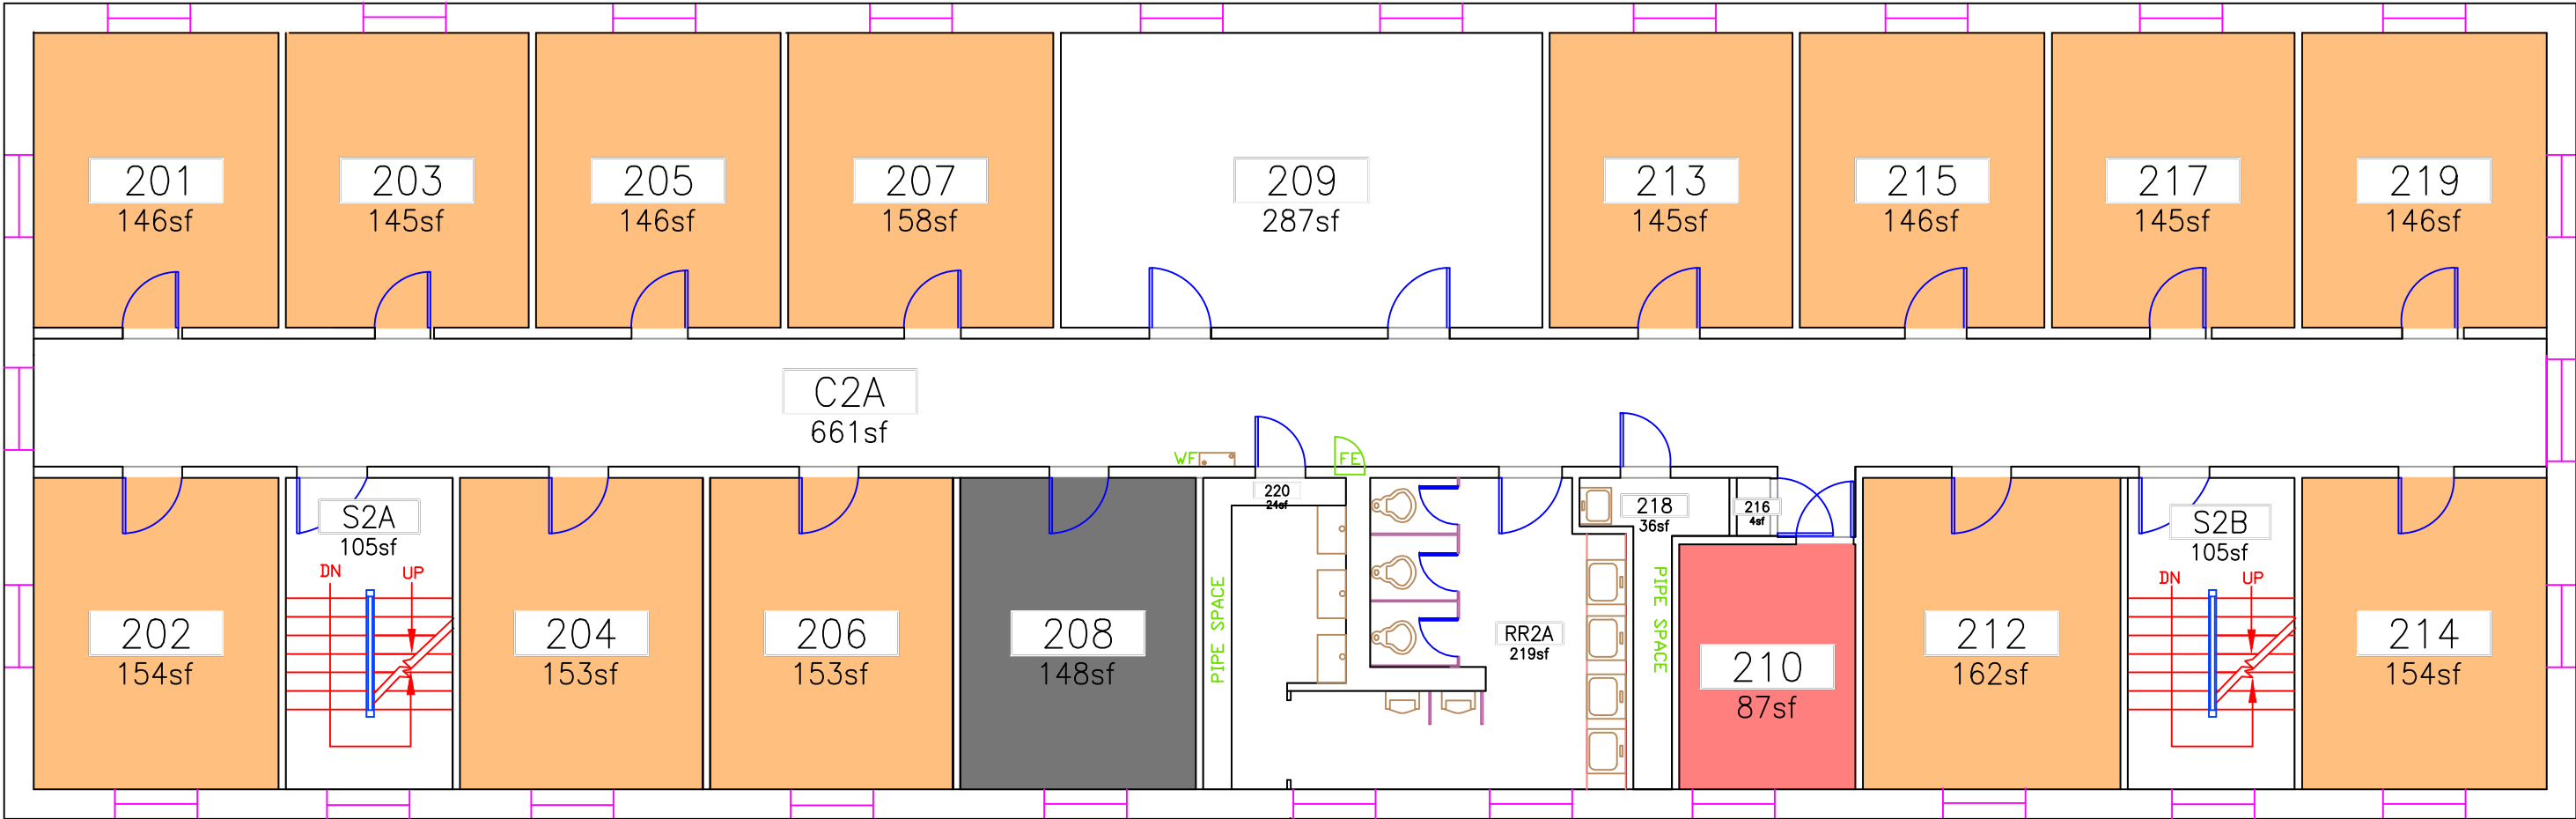 201
146sf
203
145sf
205
146sf
207
158sf
209
287sf
213
145sf
215
146sf
217
145sf
219
146sf
C2A
661sf
WF
FE
202
154sf
S2A
105sf
DN
UP
204
153sf
206
153sf
208
148sf
PIPE SPACE
220
24sf
RR2A
219sf
218
36sf
PIPE SPACE
216
4sf
210
87sf
212
162sf
S2B
105sf
DN
UP
214
154sf